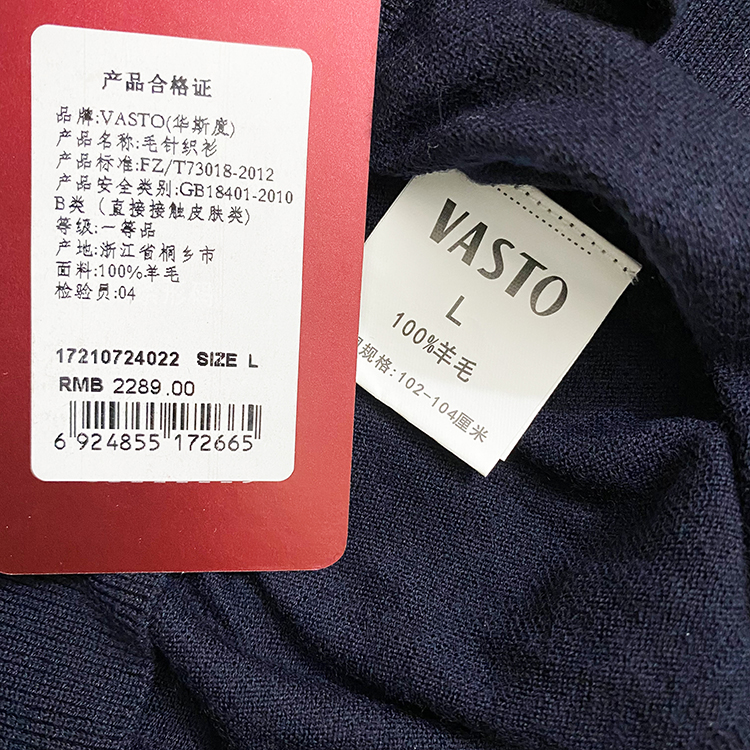 产品合格证
品牌:VASTO(华斯度)
产品名称:毛针织衫
产品标准:FZ/T73018-2012
产品安全类别:GB18401-2010
B类（直接接触皮肤类）
等级:一等品
产地:浙江省桐乡市
面料:100%羊毛
检验员:04
17210724022 SIZE L
RMB 2289.00
6 924855 172665
VASTO
L
100%羊毛
规格:102-104厘米